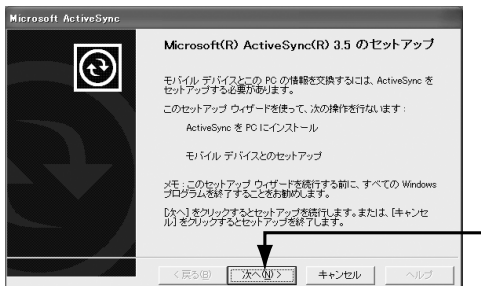 Microsoft ActiveSync
Microsoft(R) ActiveSync(R) 3.5 のセットアップ
モバイル デバイスとこの PC の情報を交換するには、ActiveSync を
セットアップする必要があります。
このセットアップ ウィザードを使って、次の操作を行ないます :
ActiveSync を PC にインストール
モバイル デバイスとのセットアップ
メモ : このセットアップ ウィザードを続行する前に、すべての Windows
プログラムを終了することをお勧めします。
[次へ] をクリックするとセットアップを続行します。または、[キャンセ
ル] をクリックするとセットアップを終了します。
< 戻る(B) 次へ(N) > キャンセル ヘルプ